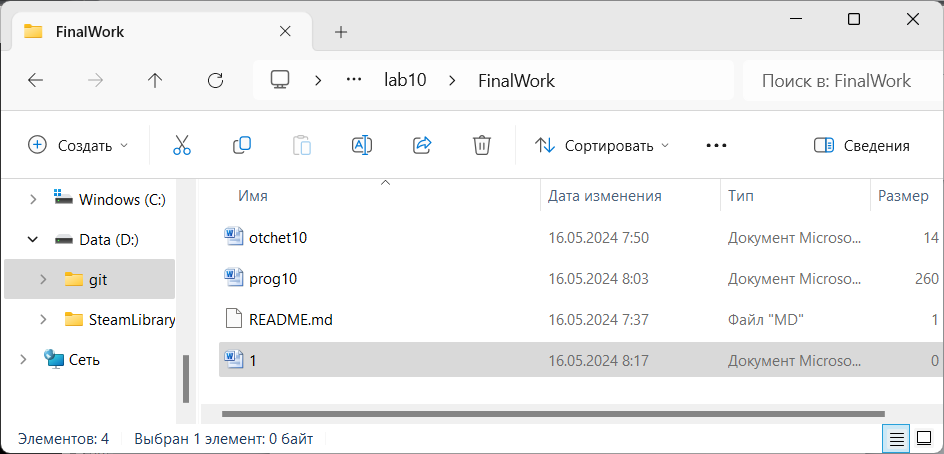 FinalWork
lab10 FinalWork Поиск в: FinalWork
Создать Сортировать Сведения
Имя Дата изменения Тип Размер
Windows (C:)
Data (D:)
git
SteamLibrary
Сеть
otchet10 16.05.2024 7:50 Документ Microso... 14
prog10 16.05.2024 8:03 Документ Microso... 260
README.md 16.05.2024 7:37 Файл "MD" 1
1 16.05.2024 8:17 Документ Microso... 0
Элементов: 4 Выбран 1 элемент: 0 байт